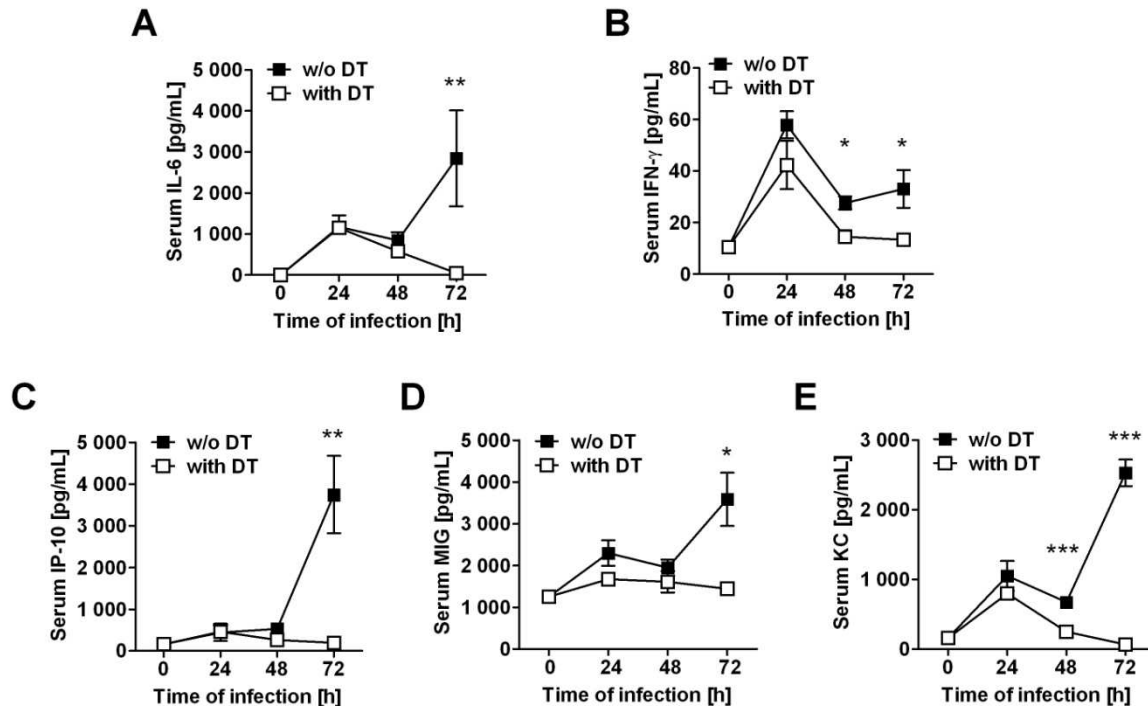 A
Serum IL-6 [pg/mL]
5 000
4 000
3 000
2 000
1 000
0
w/o DT
with DT
**
0 24 48 72
Time of infection [h]
B
Serum IFN-γ [pg/mL]
80
60
40
20
0
w/o DT
with DT
* *
0 24 48 72
Time of infection [h]
C
Serum IP-10 [pg/mL]
5 000
4 000
3 000
2 000
1 000
0
w/o DT
with DT
**
0 24 48 72
Time of infection [h]
D
Serum MIG [pg/mL]
5 000
4 000
3 000
2 000
1 000
0
w/o DT
with DT
*
0 24 48 72
Time of infection [h]
E
Serum KC [pg/mL]
3 000
2 000
1 000
0
w/o DT
with DT
***
***
0 24 48 72
Time of infection [h]